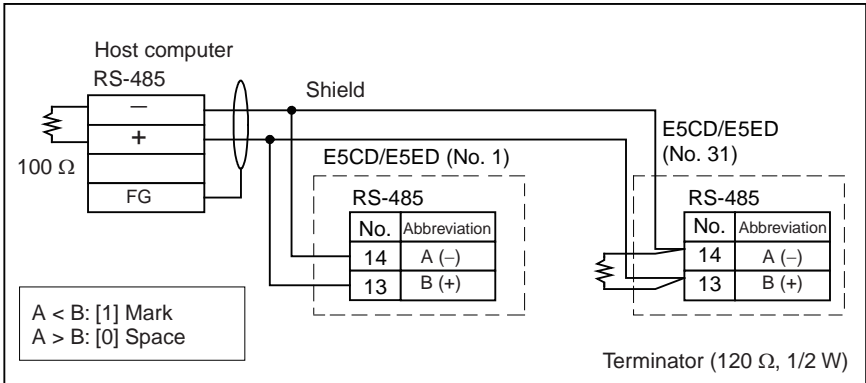 Host computer
RS-485
−
+
FG
100 Ω
Shield
E5CD/E5ED (No. 1)
RS-485
No. Abbreviation
14 A (−)
13 B (+)
E5CD/E5ED
(No. 31)
RS-485
No. Abbreviation
14 A (−)
13 B (+)
A < B: [1] Mark
A > B: [0] Space
Terminator (120 Ω, 1/2 W)